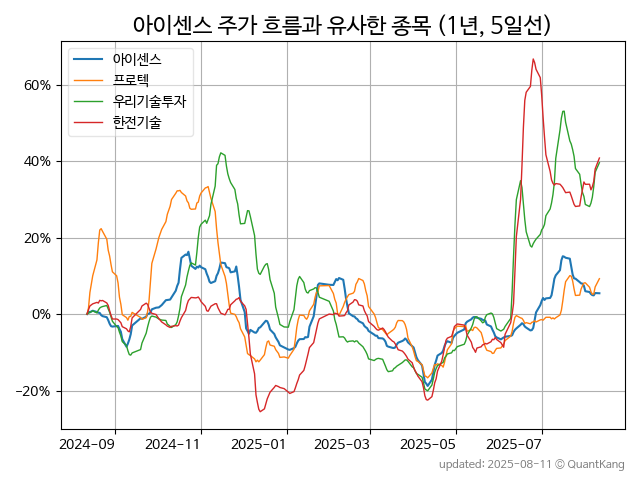 아이센스 주가 흐름과 유사한 종목 (1년, 5일선)
아이센스
프로텍
우리기술투자
한전기술
60%
40%
20%
0%
−20%
2024−09
2024−11
2025−01
2025−03
2025−05
2025−07
updated: 2025-08-11 © QuantKang